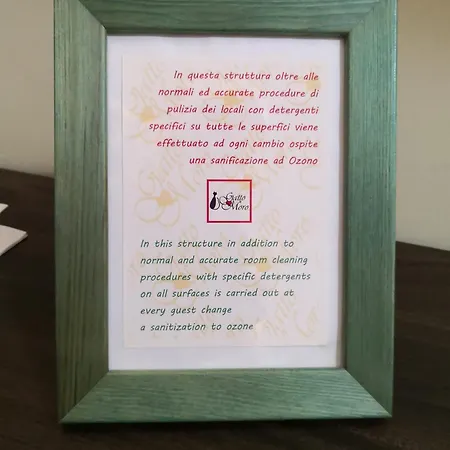 In questa struttura oltre alle
normali ed accurate procedure di
pulizia dei locali con detergenti
specifici su tutte le superfici viene
effettuato ad ogni cambio ospite
una sanificazione ad Ozono
Gatto
Moro
In this structure in addition to
normal and accurate room cleaning
procedures with specific detergents
on all surfaces is carried out at
every guest change
a sanitization to ozone